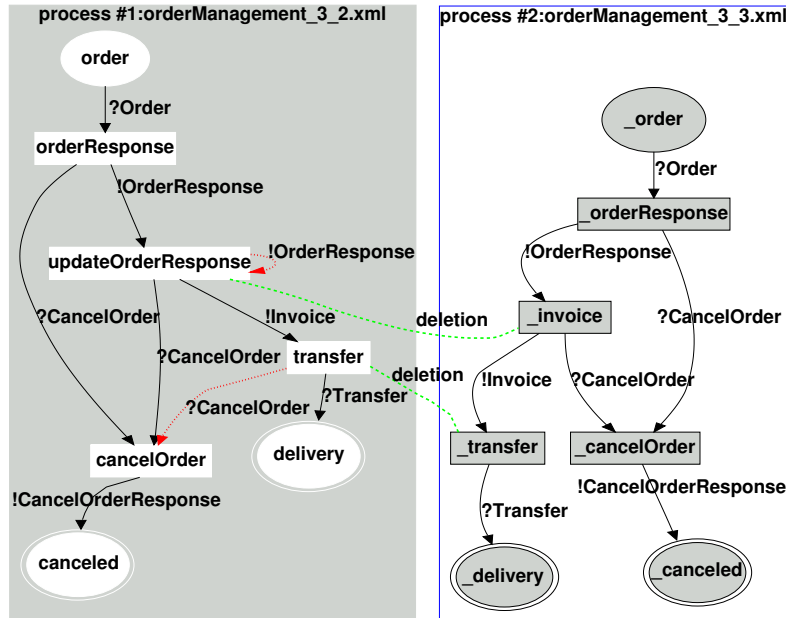 process #1:orderManagement_3_2.xml
process #2:orderManagement_3_3.xml
order
?Order
orderResponse
!OrderResponse
updateOrderResponse
!OrderResponse
?CancelOrder
!Invoice
?CancelOrder
transfer
?CancelOrder
?Transfer
cancelOrder
delivery
!CancelOrderResponse
canceled
deletion
deletion
_order
?Order
_orderResponse
!OrderResponse
_invoice
?CancelOrder
!Invoice
?CancelOrder
_transfer
_cancelOrder
!CancelOrderResponse
?Transfer
_delivery
_canceled